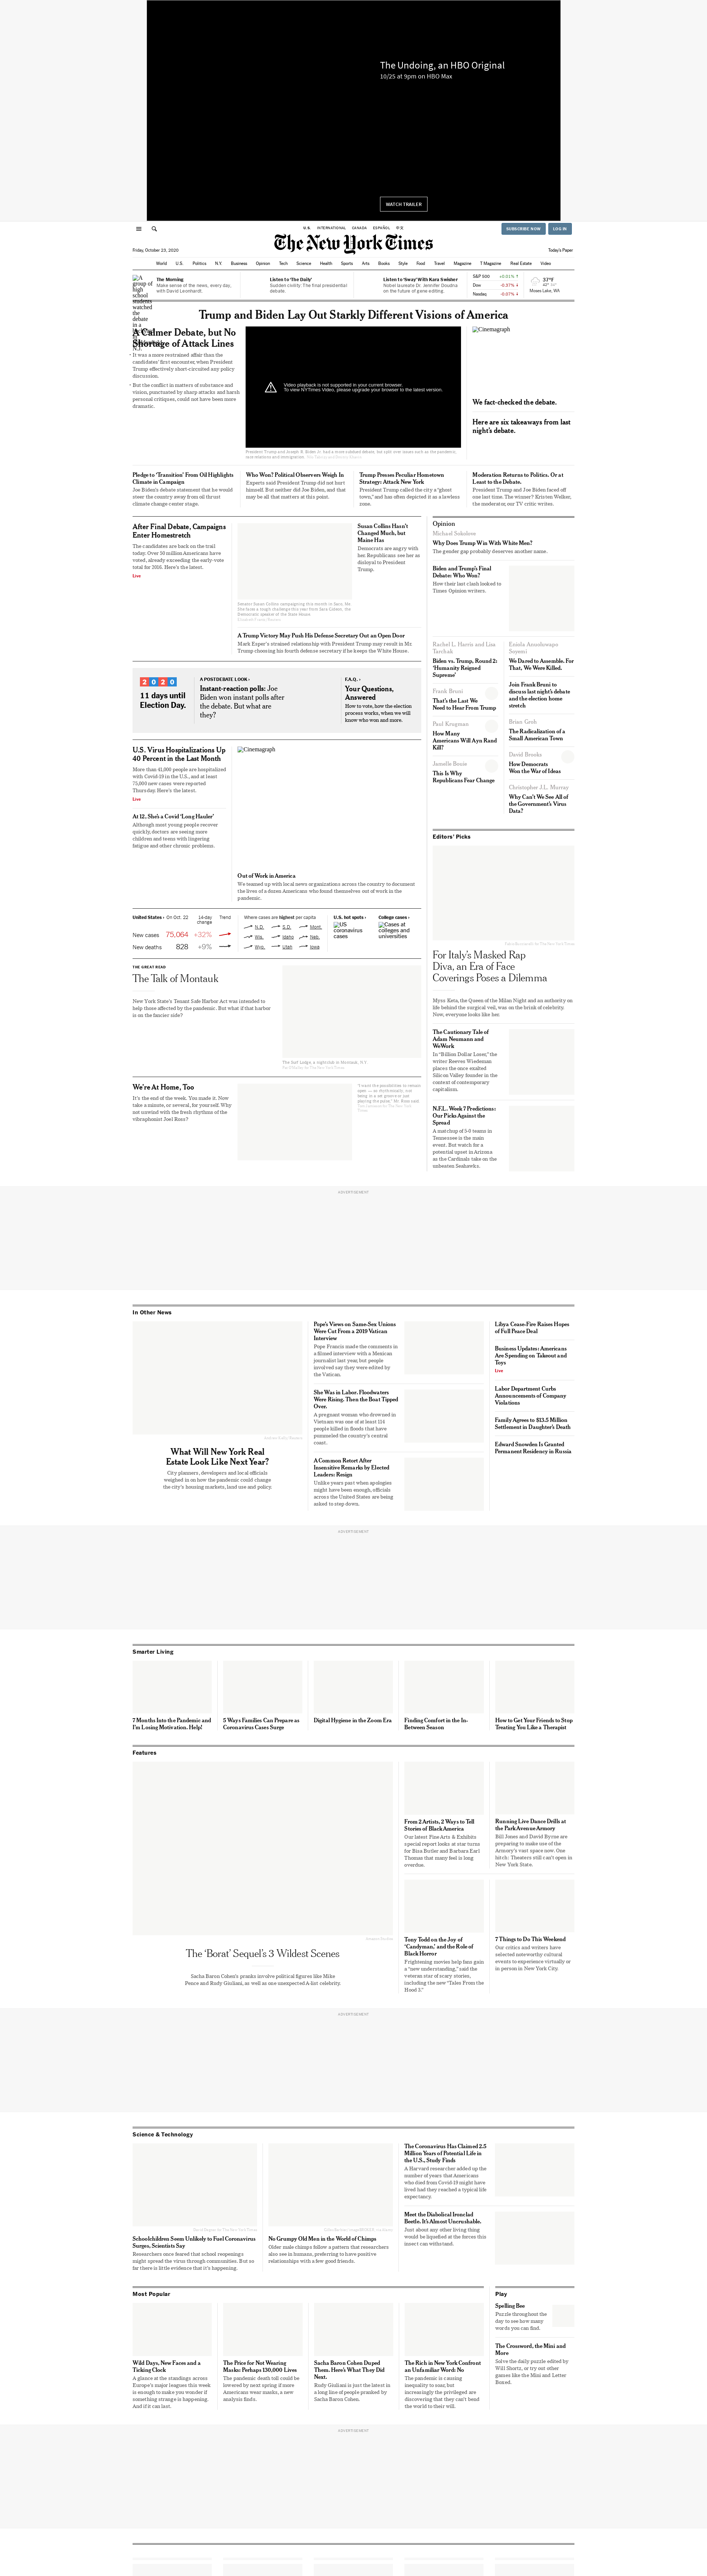 The Undoing, an HBO Original
10/25 at 9pm on HBO Max
WATCH TRAILER
U.S. INTERNATIONAL CANADA ESPAÑOL 中文
SUBSCRIBE NOW LOG IN
The New York Times
Friday, October 23, 2020
Today's Paper
World U.S. Politics N.Y. Business Opinion Tech Science Health Sports Arts Books Style Food Travel Magazine T Magazine Real Estate Video
The Morning
Make sense of the news, every day, with David Leonhardt.
Listen to 'The Daily'
Sudden civility: The final presidential debate.
Listen to 'Sway' With Kara Swisher
Nobel laureate Dr. Jennifer Doudna on the future of gene editing.
S&P 500
Dow
Nasdaq
Moses Lake, WA
Trump and Biden Lay Out Starkly Different Visions of America
A Calmer Debate, but No Shortage of Attack Lines
It was a more restrained affair than the candidates' first encounter, when President Trump effectively short-circuited any policy discussion.
But the conflict in matters of substance and vision, punctuated by sharp attacks and harsh personal critiques, could not have been more dramatic.
Video playback is not supported in your current browser.
To view NYTimes Video, please upgrade your browser to the latest version.
Cinemagraph
We fact-checked the debate.
Here are six takeaways from last night's debate.
Pledge to 'Transition' From Oil Highlights Climate in Campaign
Joe Biden's debate statement that he would steer the country away from oil thrust climate change center stage.
Who Won? Political Observers Weigh In
Experts said President Trump did not hurt himself. But neither did Joe Biden, and that may be all that matters at this point.
Trump Presses Peculiar Hometown Strategy: Attack New York
President Trump called the city a "ghost town," and has often depicted it as a lawless zone.
Moderation Returns to Politics. Or at Least to the Debate.
President Trump and Joe Biden faced off one last time. The winner? Kristen Welker, the moderator, our TV critic writes.
After Final Debate, Campaigns Enter Homestretch
The candidates are back on the trail today. Over 50 million Americans have voted, already exceeding the early-vote total for 2016. Here's the latest.
Live
Susan Collins Hasn't Changed Much, but Maine Has
Democrats are angry with her. Republicans see her as disloyal to President Trump.
A Trump Victory May Push His Defense Secretary Out an Open Door
Mark Esper's strained relationship with President Trump may result in Mr. Trump choosing his fourth defense secretary if he keeps the White House.
2020
11 days until Election Day.
A POSTDEBATE LOOK ›
Instant-reaction polls: Joe Biden won instant polls after the debate. But what are they?
F.A.Q. ›
Your Questions, Answered
How to vote, how the election process works, when we will know who won and more.
U.S. Virus Hospitalizations Up 40 Percent in the Last Month
More than 41,000 people are hospitalized with Covid-19 in the U.S., and at least 75,000 new cases were reported Thursday. Here's the latest.
Live
At 12, She's a Covid 'Long Hauler'
Although most young people recover quickly, doctors are seeing more children and teens with lingering fatigue and other chronic problems.
Cinemagraph
Out of Work in America
We teamed up with local news organizations across the country to document the lives of a dozen Americans who found themselves out of work in the pandemic.
United States › On Oct. 22 14-day change Trend
New cases 75,064 +32%
New deaths 828 +9%
Where cases are highest per capita
N.D. S.D. Mont.
Wis. Idaho Neb.
Wyo. Utah Iowa
U.S. hot spots ›
US coronavirus cases
College cases ›
Cases at colleges and universities
THE GREAT READ
The Talk of Montauk
New York State's Tenant Safe Harbor Act was intended to help those affected by the pandemic. But what if that harbor is on the fancier side?
The Surf Lodge, a nightclub in Montauk, N.Y.
We're At Home, Too
It's the end of the week. You made it. Now take a minute, or several, for yourself. Why not unwind with the fresh rhythms of the vibraphonist Joel Ross?
Opinion
Michael Sokolove
Why Does Trump Win With White Men?
The gender gap probably deserves another name.
Biden and Trump's Final Debate: Who Won?
How their last clash looked to Times Opinion writers.
Rachel L. Harris and Lisa Tarchak
Biden vs. Trump, Round 2: 'Humanity Reigned Supreme'
Frank Bruni
That's the Last We Need to Hear From Trump
Paul Krugman
How Many Americans Will Ayn Rand Kill?
Jamelle Bouie
This Is Why Republicans Fear Change
We Dared to Assemble. For That, We Were Killed.
Join Frank Bruni to discuss last night's debate and the election home stretch
Brian Groh
The Radicalization of a Small American Town
David Brooks
How Democrats Won the War of Ideas
Christopher J.L. Murray
Why Can't We See All of the Government's Virus Data?
Editors' Picks
For Italy's Masked Rap Diva, an Era of Face Coverings Poses a Dilemma
Myss Keta, the Queen of the Milan Night and an authority on life behind the surgical veil, was on the brink of celebrity. Now, everyone looks like her.
The Cautionary Tale of Adam Neumann and WeWork
In "Billion Dollar Loser," the writer Reeves Wiedeman places the once exalted Silicon Valley founder in the context of contemporary capitalism.
N.F.L. Week 7 Predictions: Our Picks Against the Spread
A matchup of 5-0 teams in Tennessee is the main event. But watch for a potential upset in Arizona as the Cardinals take on the unbeaten Seahawks.
ADVERTISEMENT
In Other News
What Will New York Real Estate Look Like Next Year?
City planners, developers and local officials weighed in on how the pandemic could change the city's housing markets, land use and policy.
Pope's Views on Same-Sex Unions Were Cut From a 2019 Vatican Interview
Pope Francis made the comments in a filmed interview with a Mexican journalist last year, but people involved say they were edited by the Vatican.
She Was in Labor. Floodwaters Were Rising. Then the Boat Tipped Over.
A pregnant woman who drowned in Vietnam was one of at least 114 people killed in floods that have pummeled the country's central coast.
A Common Retort After Insensitive Remarks by Elected Leaders: Resign
Unlike years past when apologies might have been enough, officials across the United States are being asked to step down.
Libya Cease-Fire Raises Hopes of Full Peace Deal
Business Updates: Americans Are Spending on Takeout and Toys
Live
Labor Department Curbs Announcements of Company Violations
Family Agrees to $13.5 Million Settlement in Daughter's Death
Edward Snowden Is Granted Permanent Residency in Russia
ADVERTISEMENT
Smarter Living
7 Months Into the Pandemic and I'm Losing Motivation. Help!
5 Ways Families Can Prepare as Coronavirus Cases Surge
Digital Hygiene in the Zoom Era
Finding Comfort in the In-Between Season
How to Get Your Friends to Stop Treating You Like a Therapist
Features
The 'Borat' Sequel's 3 Wildest Scenes
Sacha Baron Cohen's pranks involve political figures like Mike Pence and Rudy Giuliani, as well as one unexpected A-list celebrity.
From 2 Artists, 2 Ways to Tell Stories of Black America
Our latest Fine Arts & Exhibits special report looks at star turns for Bisa Butler and Barbara Earl Thomas that many feel is long overdue.
Running Live Dance Drills at the Park Avenue Armory
Bill Jones and David Byrne are preparing to make use of the Armory's vast space now. One hitch: Theaters still can't open in New York State.
Tony Todd on the Joy of 'Candyman,' and the Role of Black Horror
Frightening movies help fans gain a "new understanding," said the veteran star of scary stories, including the new "Tales From the Hood 3."
7 Things to Do This Weekend
Our critics and writers have selected noteworthy cultural events to experience virtually or in person in New York City.
ADVERTISEMENT
Science & Technology
Schoolchildren Seem Unlikely to Fuel Coronavirus Surges, Scientists Say
Researchers once feared that school reopenings might spread the virus through communities. But so far there is little evidence that it's happening.
No Grumpy Old Men in the World of Chimps
Older male chimps follow a pattern that researchers also see in humans, preferring to have positive relationships with a few good friends.
The Coronavirus Has Claimed 2.5 Million Years of Potential Life in the U.S., Study Finds
A Harvard researcher added up the number of years that Americans who died from Covid-19 might have lived had they reached a typical life expectancy.
Meet the Diabolical Ironclad Beetle. It's Almost Uncrushable.
Just about any other living thing would be imperiled at the forces this insect can withstand.
Most Popular
Wild Days, New Faces and a Ticking Clock
A glance at the standings across Europe's major leagues this week is enough to make you wonder if something strange is happening. And if it can last.
The Price for Not Wearing Masks: Perhaps 130,000 Lives
The pandemic death toll could be lowered by next spring if more Americans wear masks, a new analysis finds.
Sacha Baron Cohen Duped Them. Here's What They Did Next.
Rudy Giuliani is just the latest in a long line of people pranked by Sacha Baron Cohen.
The Rich in New York Confront an Unfamiliar Word: No
The pandemic is causing inequality to soar, but increasingly the privileged are discovering that they can't bend the world to their will.
Play
Spelling Bee
Puzzle throughout the day to see how many words you can find.
The Crossword, the Mini and More
Solve the daily puzzle edited by Will Shortz, or try out other games like the Mini and Letter Boxed.
ADVERTISEMENT